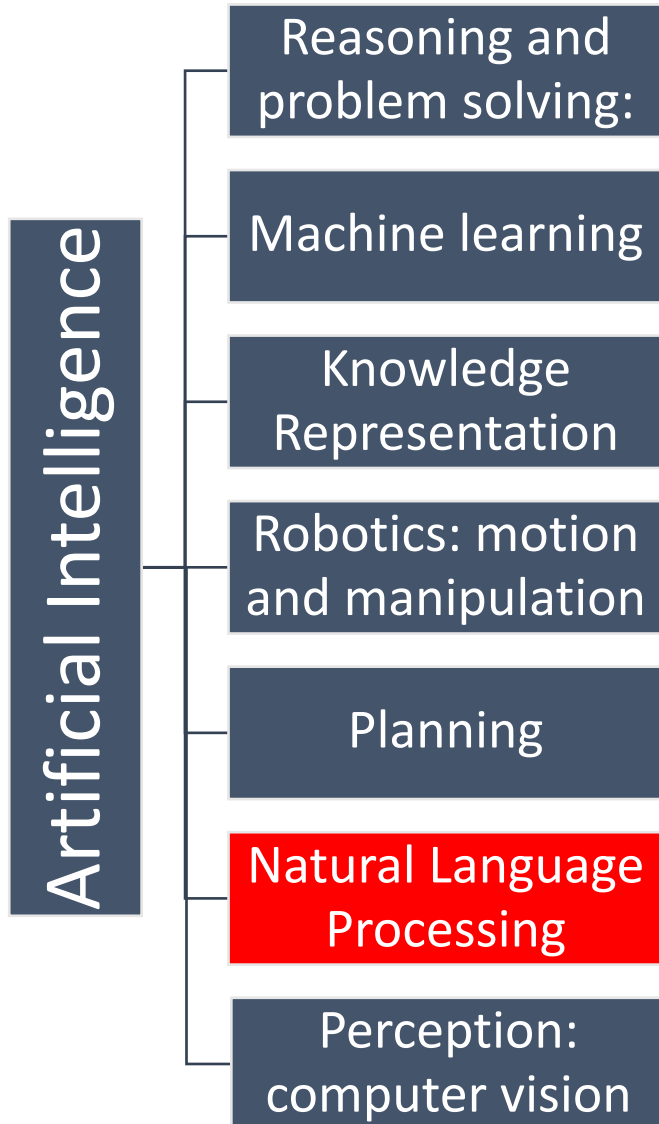 Artificial Intelligence
Reasoning and
problem solving:
Machine learning
Knowledge
Representation
Robotics: motion
and manipulation
Planning
Natural Language
Processing
Perception:
computer vision